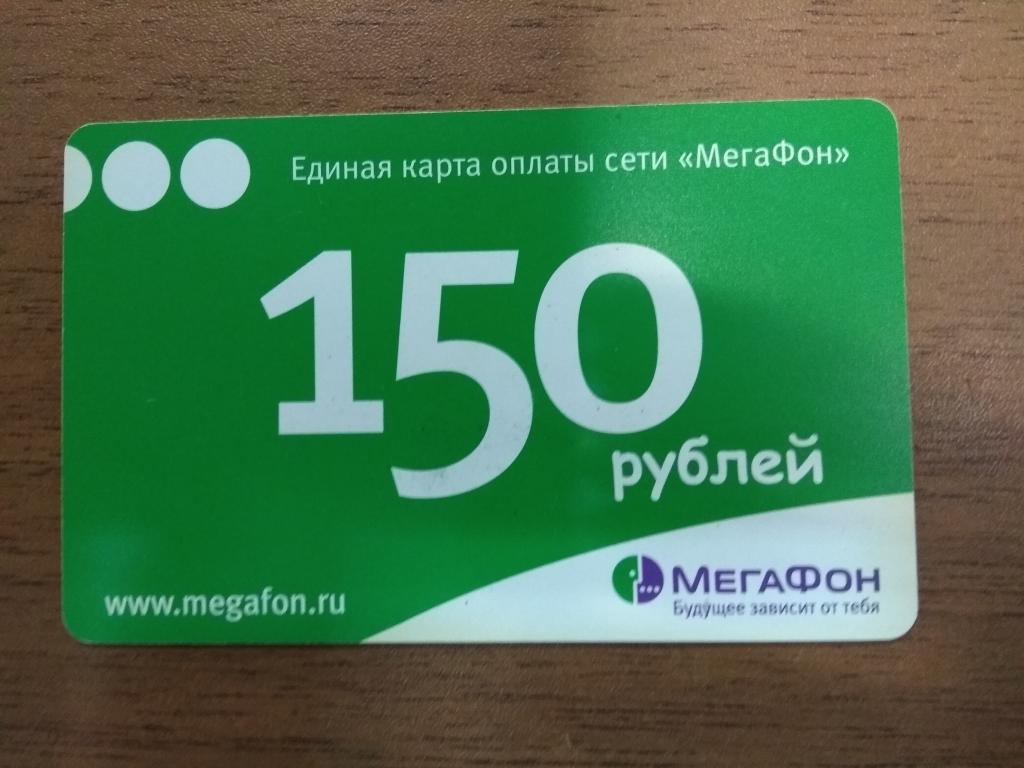 Единая карта оплаты сети «МегаФон»
150
рублей
www.megafon.ru
МЕГАФОН
Будущее зависит от тебя